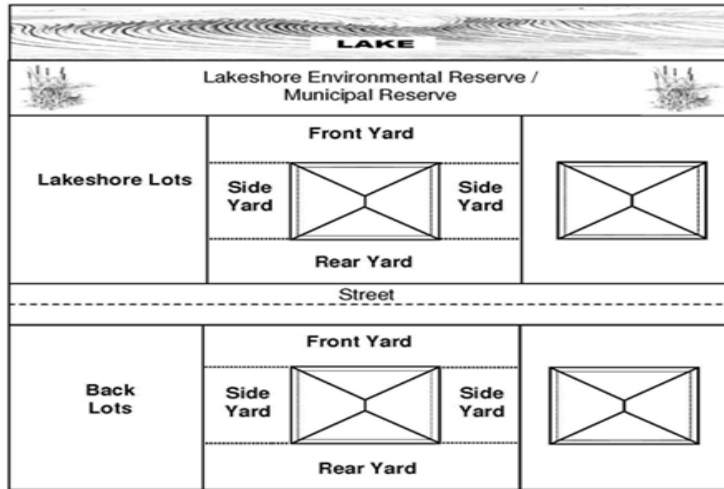 LAKE
Lakeshore Environmental Reserve /
Municipal Reserve
Front Yard
Lakeshore Lots
Side
Yard
Side
Yard
Rear Yard
Street
Front Yard
Back
Lots
Side
Yard
Side
Yard
Rear Yard